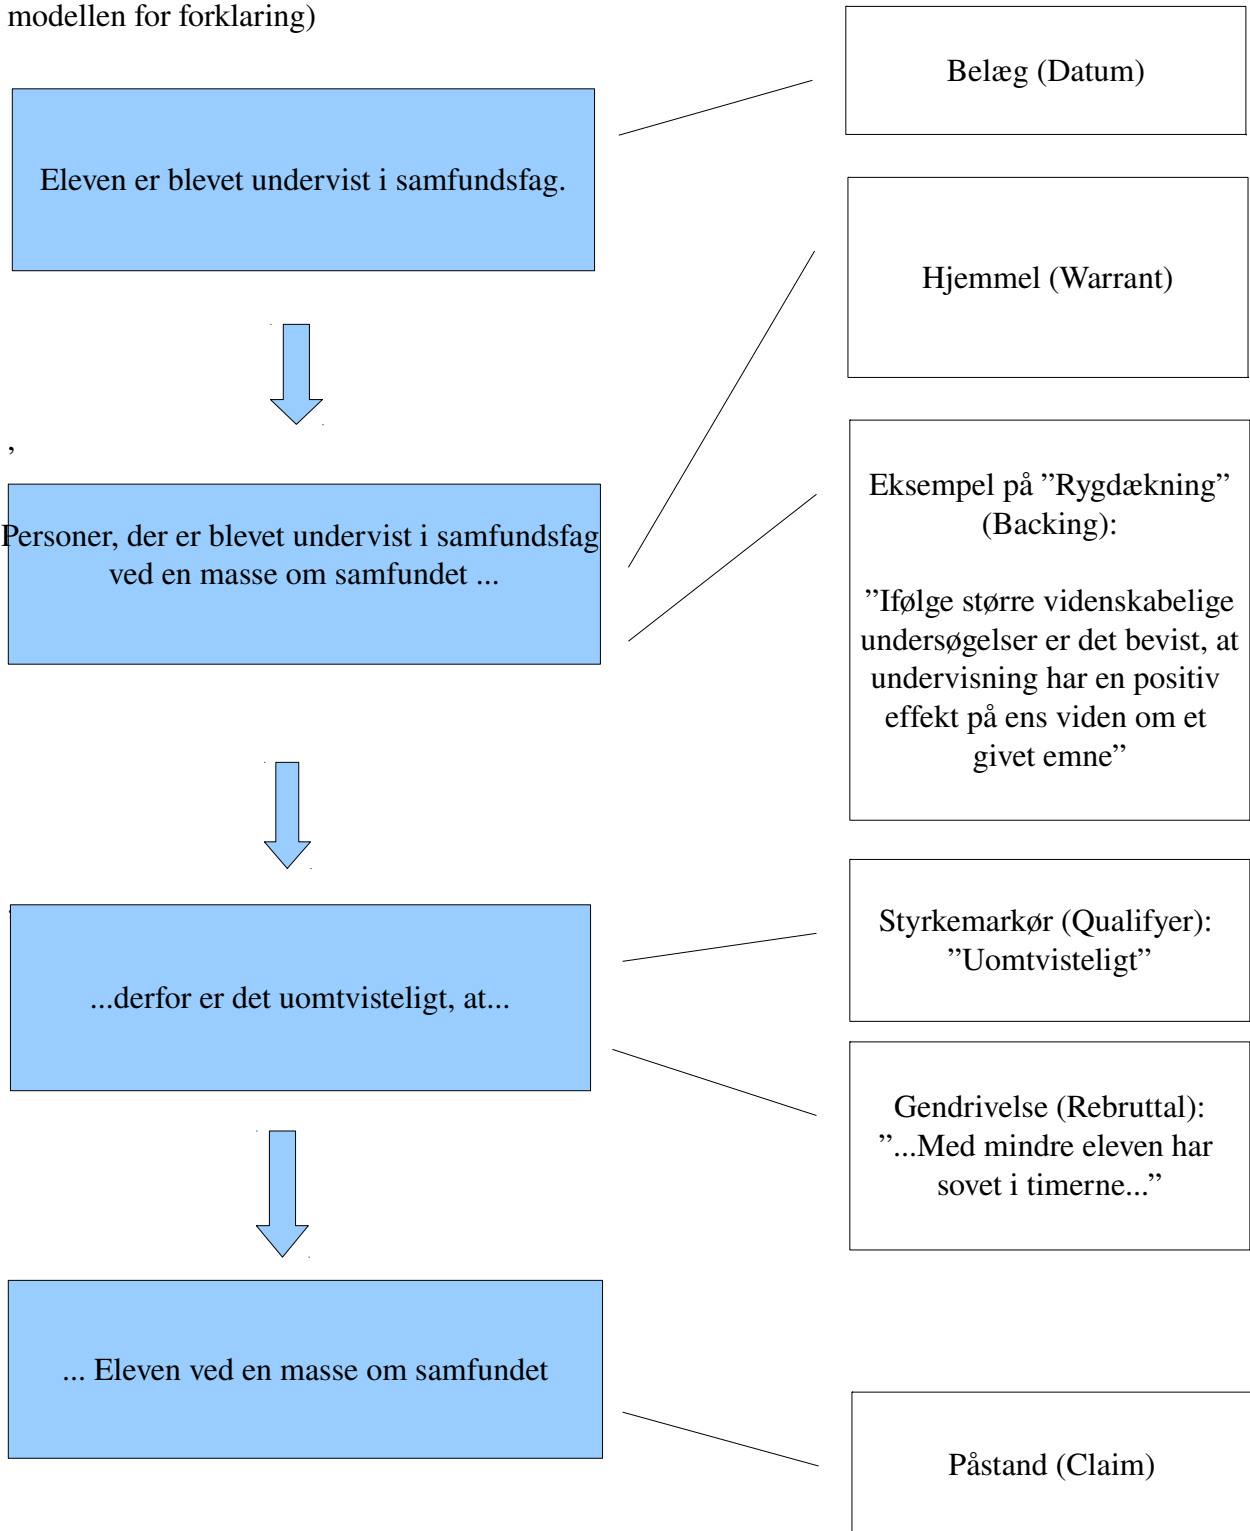 modellen for forklaring)
Belæg (Datum)
Eleven er blevet undervist i samfundsfag.
Hjemmel (Warrant)
,
Personer, der er blevet undervist i samfundsfag
ved en masse om samfundet ...
Eksempel på ”Rygdækning”
(Backing):
”Ifølge større videnskabelige
undersøgelser er det bevist, at
undervisning har en positiv
effekt på ens viden om et
givet emne”
...derfor er det uomtvisteligt, at...
Styrkemarkør (Qualifyer):
”Uomtvisteligt”
Gendrivelse (Rebruttal):
”...Med mindre eleven har
sovet i timerne...”
... Eleven ved en masse om samfundet
Påstand (Claim)